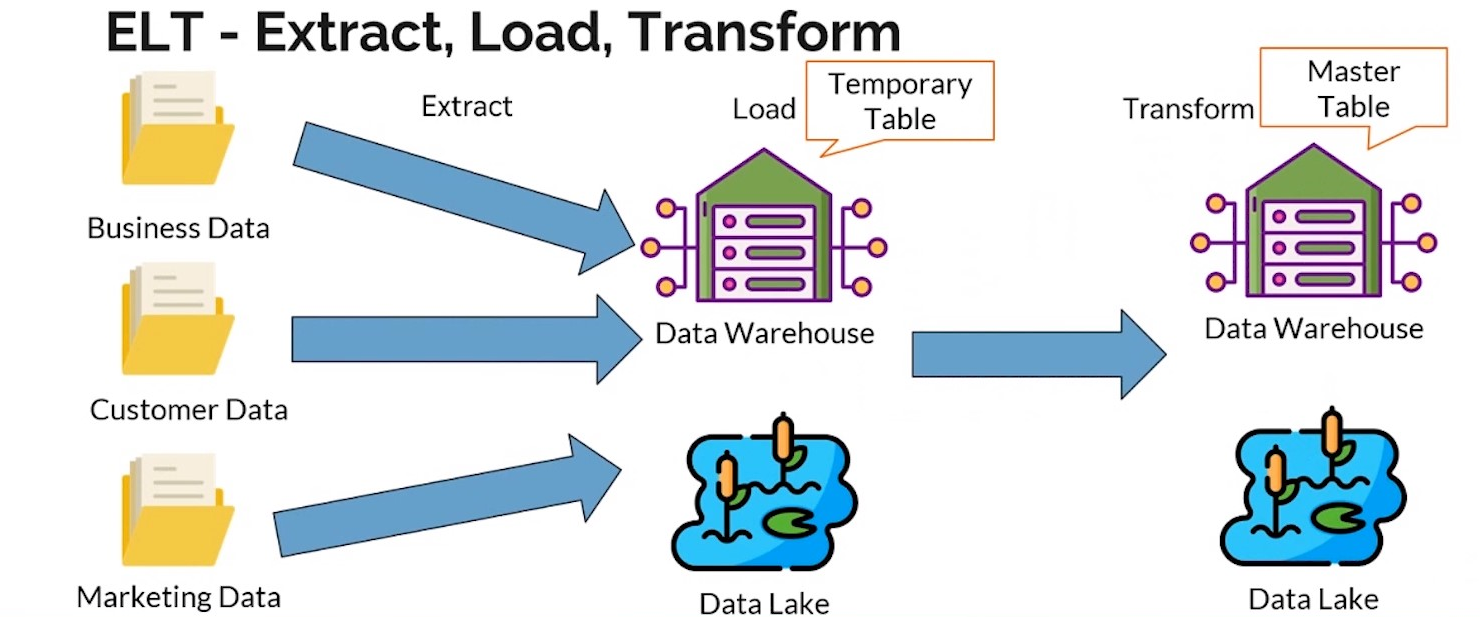 ELT - Extract, Load, Transform
Extract
Load
Temporary
Table
Transform
Master
Table
Business Data
Customer Data
Marketing Data
Data Warehouse
Data Lake
Data Warehouse
Data Lake